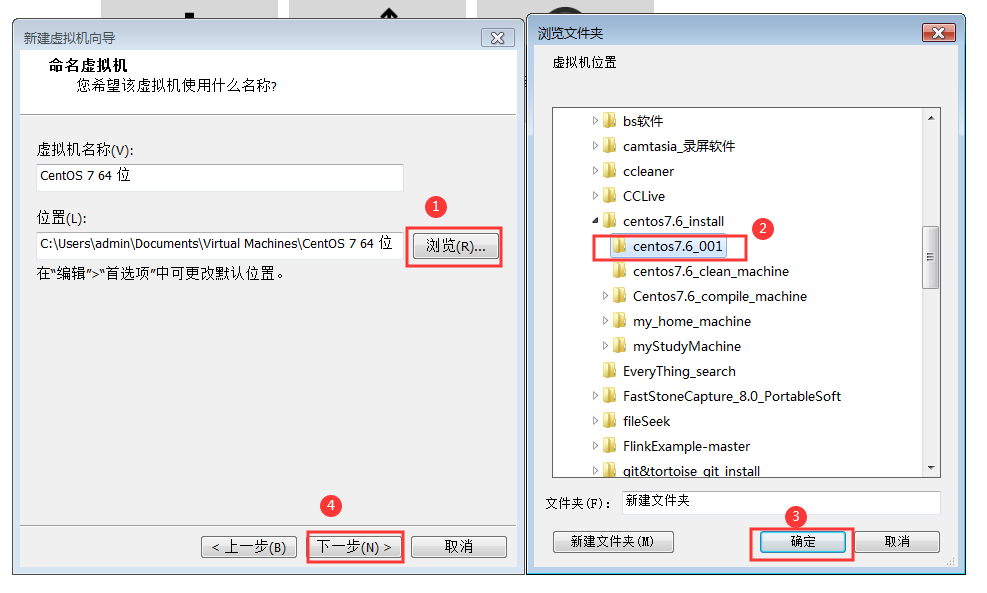 新建虚拟机向导
命名虚拟机
您希望该虚拟机使用什么名称?
虚拟机名称(V):
CentOS 7 64 位
位置(L):
1
C:\Users\admin\Documents\Virtual Machines\CentOS 7 64 位
浏览(R)...
在“编辑”>“首选项”中可更改默认位置。
4
< 上一步(B)
下一步(N) >
取消
浏览文件夹
虚拟机位置
bs软件
camtasia_录屏软件
ccleaner
CCLive
centos7.6_install
2
centos7.6_001
centos7.6_clean_machine
Centos7.6_compile_machine
my_home_machine
myStudyMachine
EveryThing_search
FastStoneCapture_8.0_PortableSoft
fileSeek
FlinkExample-master
git&tortoise_git_install
文件夹(F):
新建文件夹
3
新建文件夹(M)
确定
取消